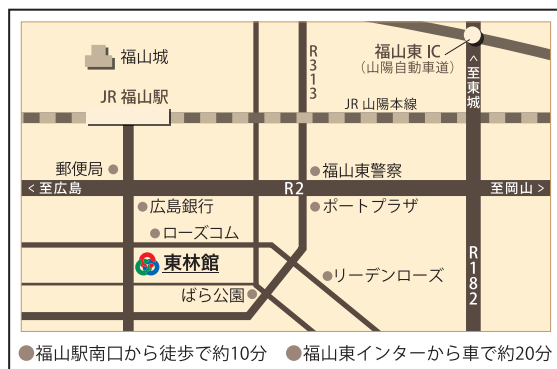 福山城
JR 福山駅
R313
福山東 IC
(山陽自動車道)
<至東城
JR 山陽本線
郵便局
福山東警察
<至広島
R2
至岡山>
広島銀行
ポートプラザ
ローズコム
東林館
R182
リーデンローズ
ばら公園
●福山駅南口から徒歩で約10分 ●福山東インターから車で約20分